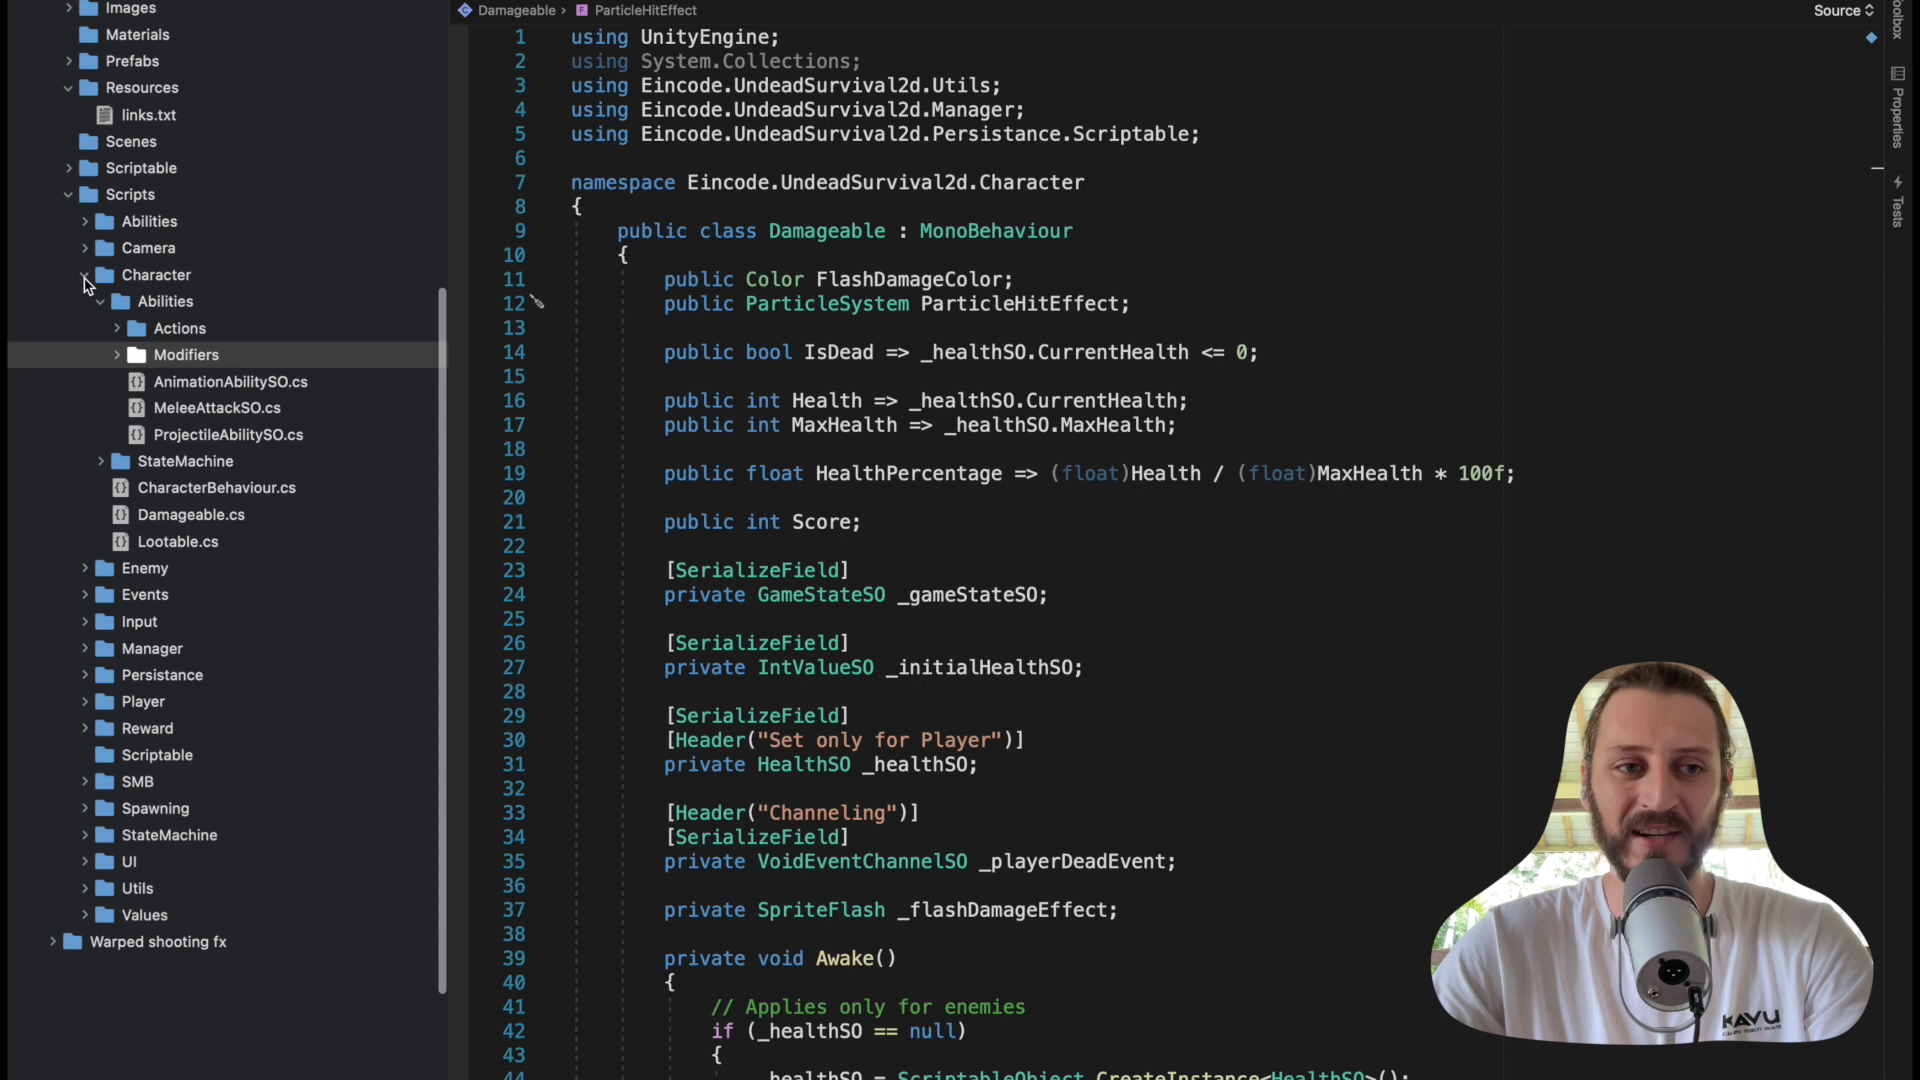 Images
Materials
Prefabs
Resources
links.txt
Scenes
Scriptable
Scripts
Abilities
Camera
Character
Abilities
Actions
Modifiers
AnimationAbilitySO.cs
MeleeAttackSO.cs
ProjectileAbilitySO.cs
StateMachine
CharacterBehaviour.cs
Damageable.cs
Lootable.cs
Enemy
Events
Input
Manager
Persistance
Player
Reward
Scriptable
SMB
Spawning
StateMachine
UI
Utils
Values
Warped shooting fx
Damageable › ParticleHitEffect
Source
1 using UnityEngine;
2 using System.Collections;
3 using Eincode.UndeadSurvival2d.Utils;
4 using Eincode.UndeadSurvival2d.Manager;
5 using Eincode.UndeadSurvival2d.Persistance.Scriptable;
6
7 namespace Eincode.UndeadSurvival2d.Character
8 {
9 public class Damageable : MonoBehaviour
10 {
11 public Color FlashDamageColor;
12 public ParticleSystem ParticleHitEffect;
13
14 public bool IsDead => _healthSO.CurrentHealth <= 0;
15
16 public int Health => _healthSO.CurrentHealth;
17 public int MaxHealth => _healthSO.MaxHealth;
18
19 public float HealthPercentage => (float)Health / (float)MaxHealth * 100f;
20
21 public int Score;
22
23 [SerializeField]
24 private GameStateSO _gameStateSO;
25
26 [SerializeField]
27 private IntValueSO _initialHealthSO;
28
29 [SerializeField]
30 [Header("Set only for Player")]
31 private HealthSO _healthSO;
32
33 [Header("Channeling")]
34 [SerializeField]
35 private VoidEventChannelSO _playerDeadEvent;
36
37 private SpriteFlash _flashDamageEffect;
38
39 private void Awake()
40 {
41 // Applies only for enemies
42 if (_healthSO == null)
43 {
44 _healthSO = ScriptableObject.CreateInstance<HealthSO>();
Toolbox
Properties
Tests
KAVU